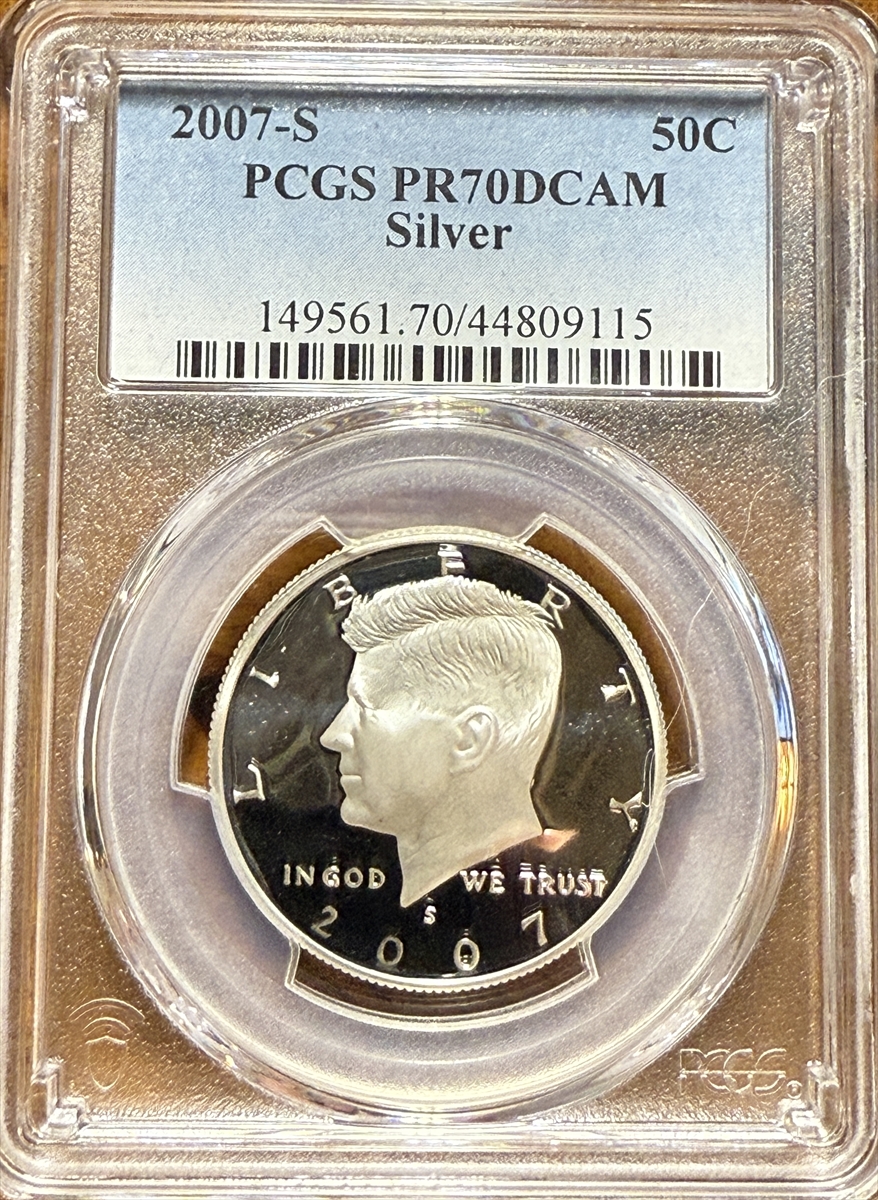 2007-S 50C
PCGS PR70DCAM
Silver
149561.70/44809115
LIBERTY
IN GOD WE TRUST
S
2007
PCGS